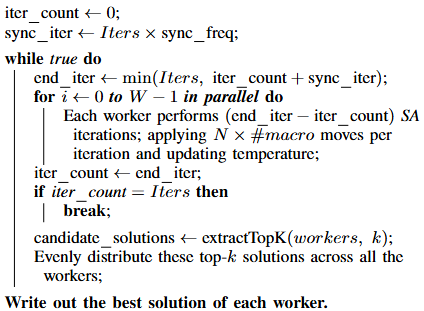 iter_count ← 0;
sync_iter ← Iters × sync_freq;
while true do
end_iter ← min(Iters, iter_count + sync_iter);
for i ← 0 to W − 1 in parallel do
Each worker performs (end_iter − iter_count) SA
iterations; applying N × #macro moves per
iteration and updating temperature;
iter_count ← end_iter;
if iter_count = Iters then
break;
candidate_solutions ← extractTopK(workers, k);
Evenly distribute these top-k solutions across all the
workers;
Write out the best solution of each worker.